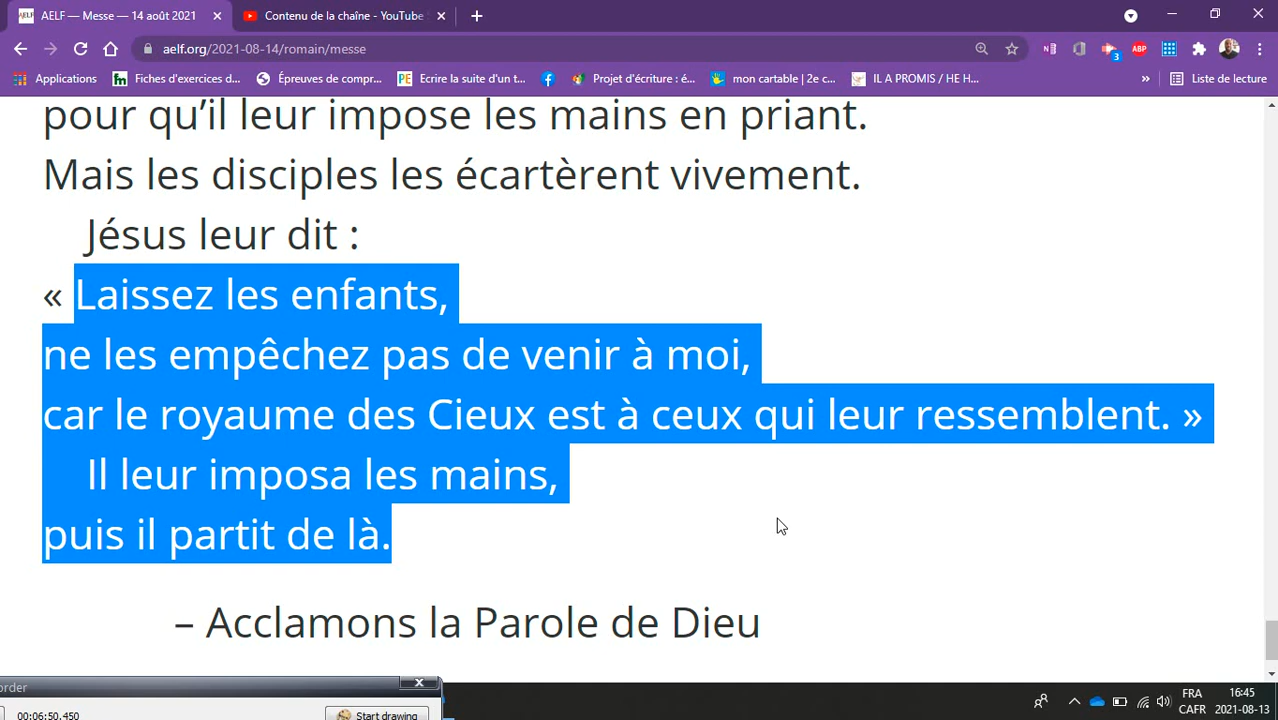 AELF — Messe — 14 août 2021
Contenu de la chaîne - YouTube
aelf.org/2021-08-14/romain/messe
3
ABP
Applications
Fiches d'exercices d...
Épreuves de compr...
PE Ecrire la suite d'un t...
Projet d'écriture : é...
mon cartable | 2e c...
IL A PROMIS / HE H...
»
Liste de lecture
pour qu’il leur impose les mains en priant.
Mais les disciples les écartèrent vivement.
Jésus leur dit :
« Laissez les enfants,
ne les empêchez pas de venir à moi,
car le royaume des Cieux est à ceux qui leur ressemblent. »
Il leur imposa les mains,
puis il partit de là.
– Acclamons la Parole de Dieu
order
00:06:50.450
Start drawing
FRA
CAFR
16:45
2021-08-13